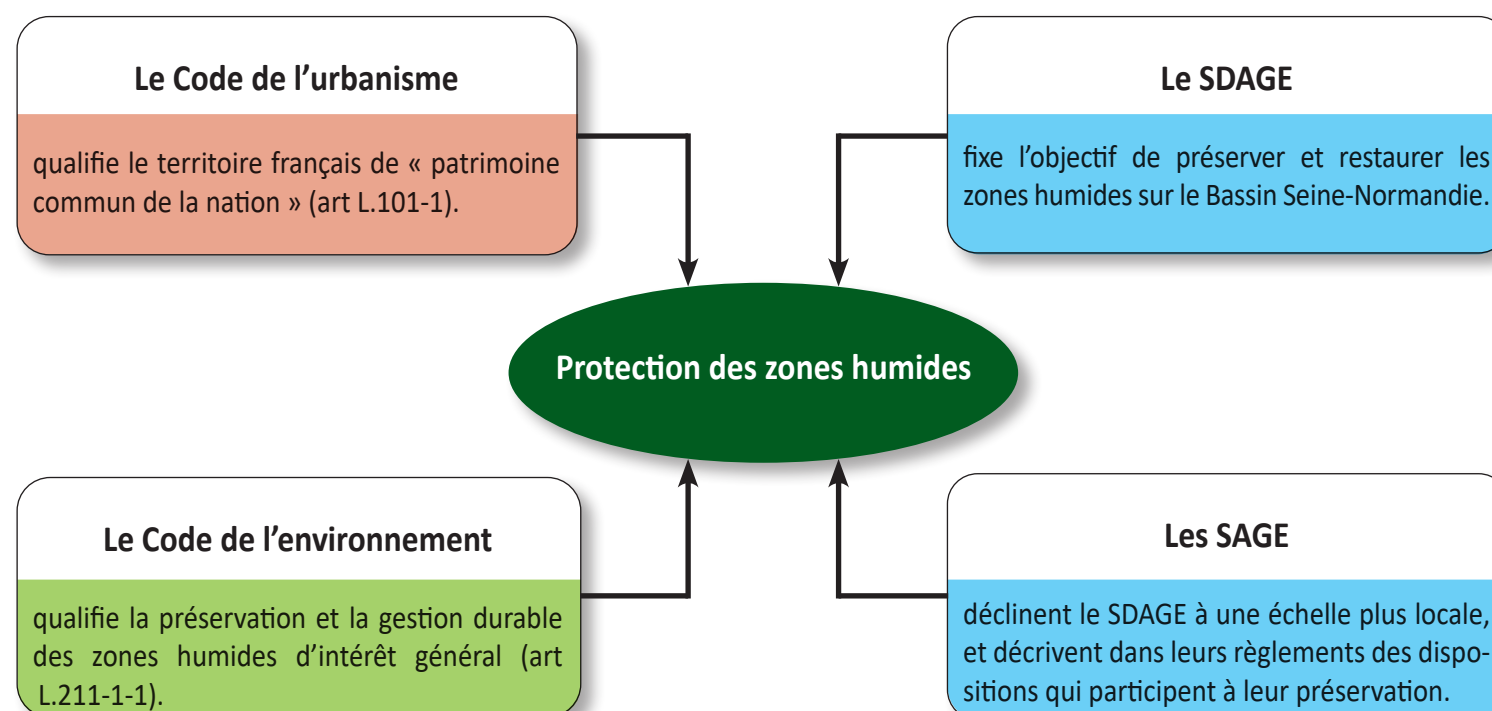 Le Code de l’urbanisme
qualifie le territoire français de « patrimoine
commun de la nation » (art L.101-1).
Le SDAGE
fixe l’objectif de préserver et restaurer les
zones humides sur le Bassin Seine-Normandie.
Protection des zones humides
Le Code de l’environnement
qualifie la préservation et la gestion durable
des zones humides d’intérêt général (art
L.211-1-1).
Les SAGE
déclinent le SDAGE à une échelle plus locale,
et décrivent dans leurs règlements des dispo-
sitions qui participent à leur préservation.